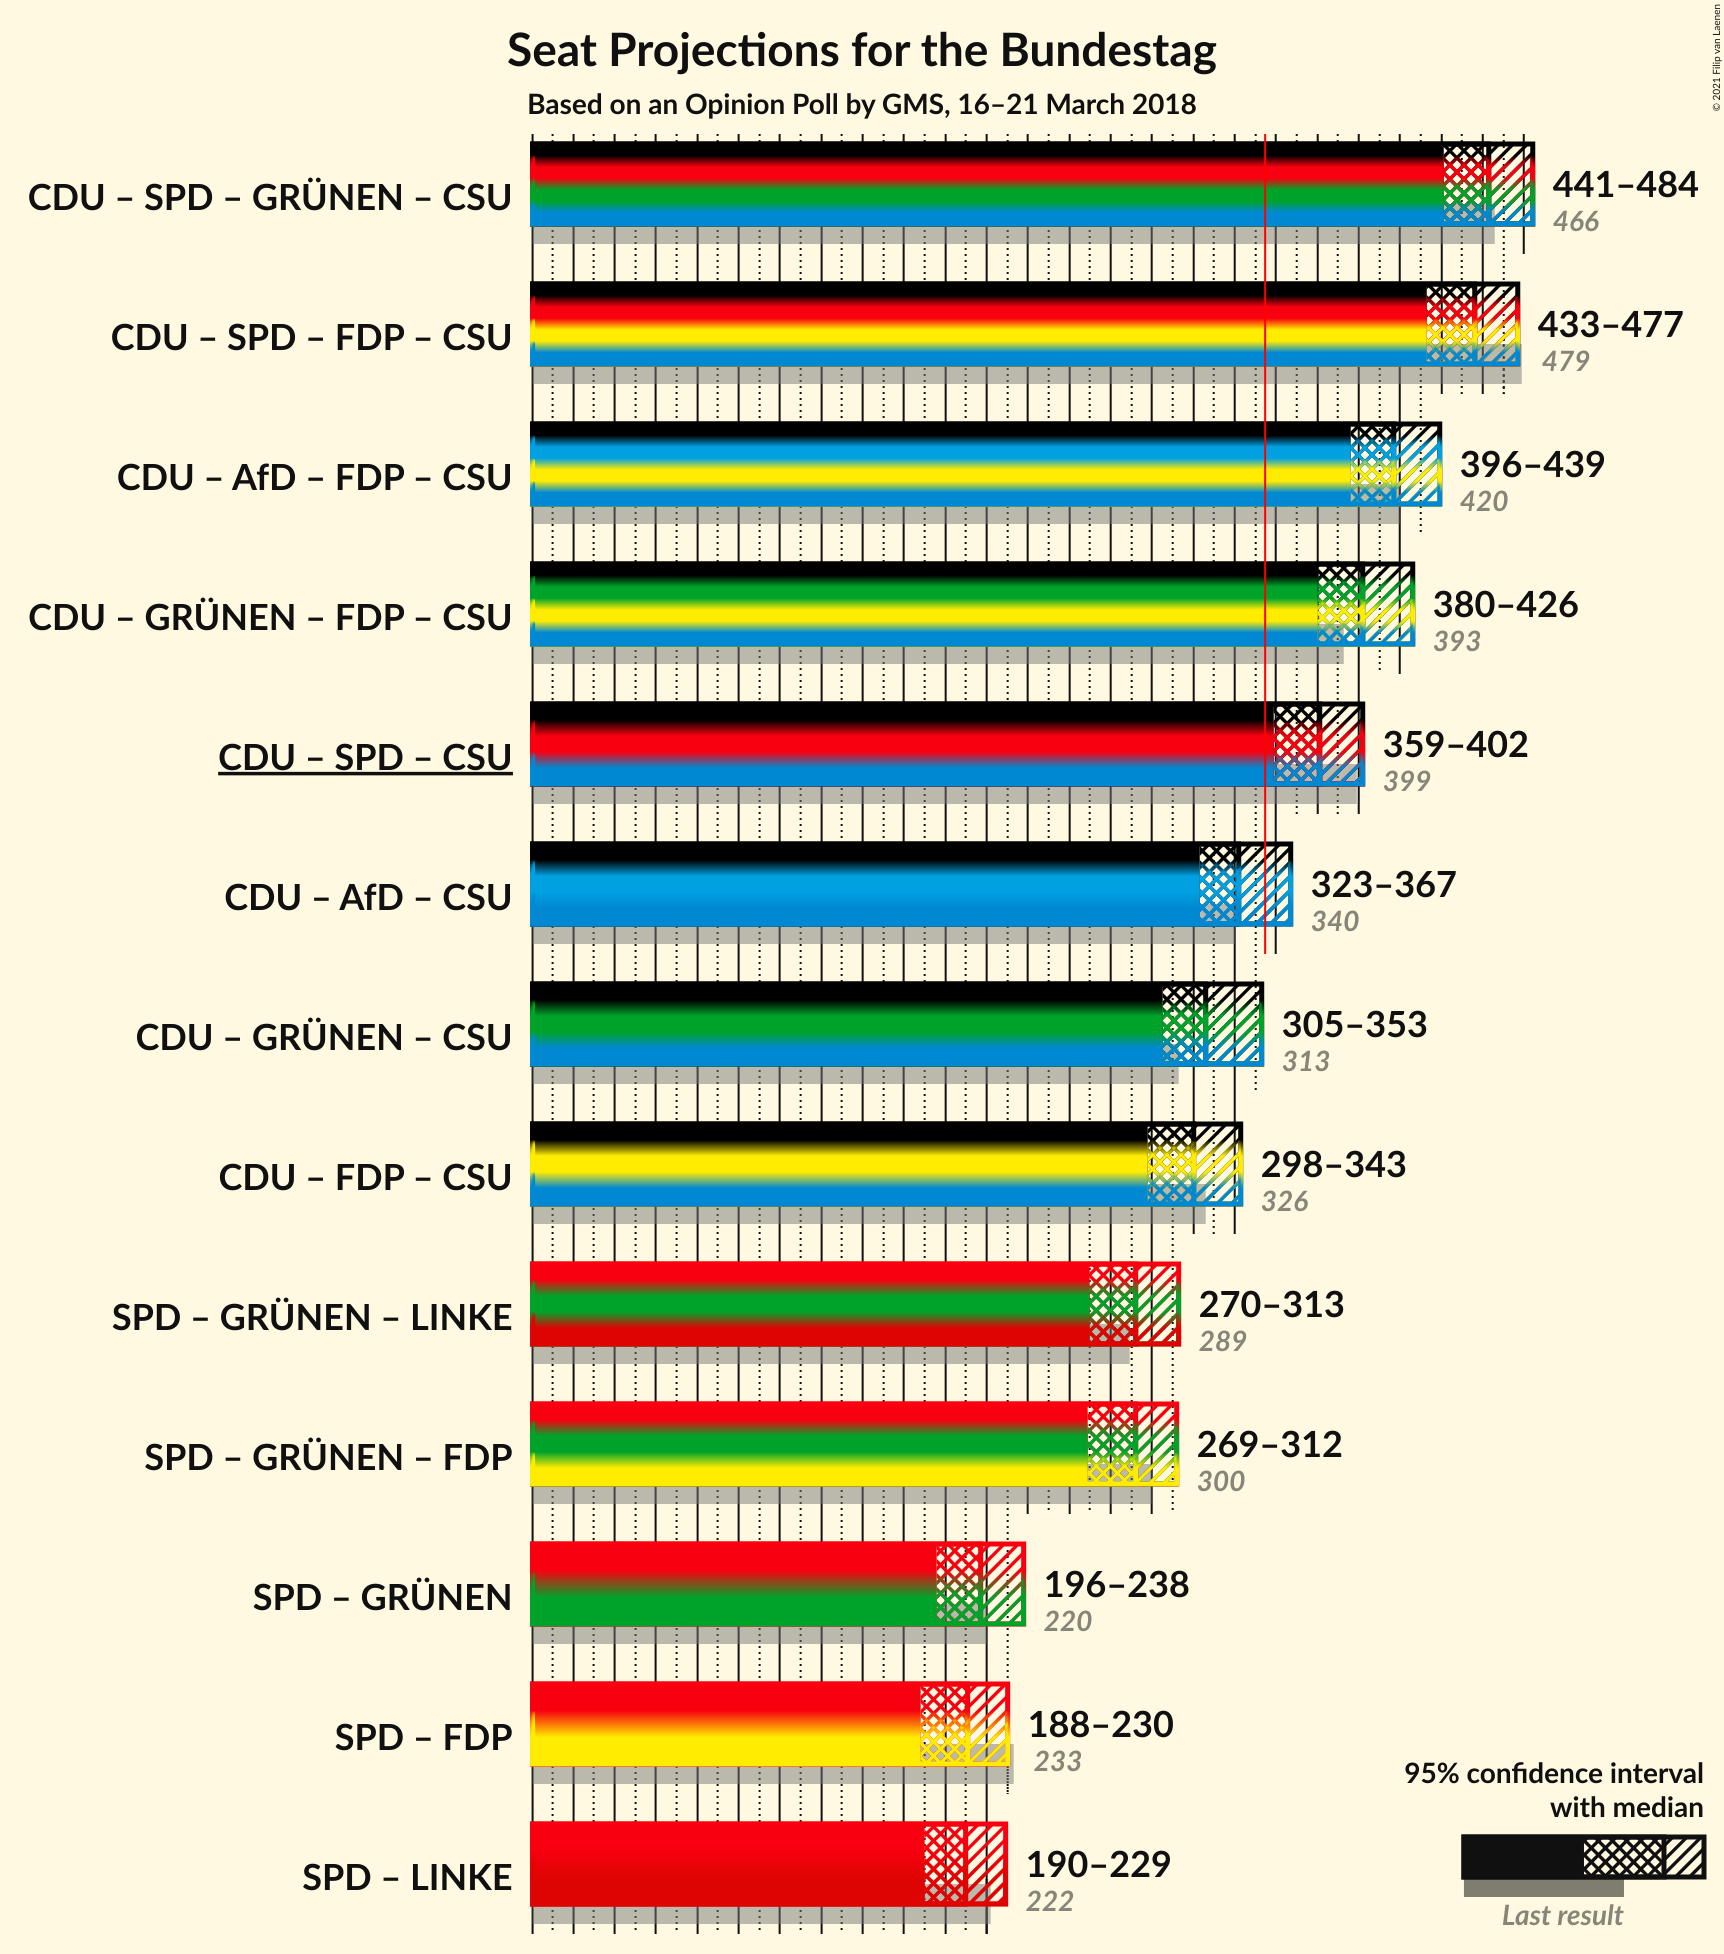 Seat Projections for the Bundestag
Based on an Opinion Poll by GMS, 16–21 March 2018
© 2021 Filip van Laenen
CDU – SPD – GRÜNEN – CSU
441–484
466
CDU – SPD – FDP – CSU
433–477
479
CDU – AfD – FDP – CSU
396–439
420
CDU – GRÜNEN – FDP – CSU
380–426
393
CDU – SPD – CSU
359–402
399
CDU – AfD – CSU
323–367
340
CDU – GRÜNEN – CSU
305–353
313
CDU – FDP – CSU
298–343
326
SPD – GRÜNEN – LINKE
270–313
289
SPD – GRÜNEN – FDP
269–312
300
SPD – GRÜNEN
196–238
220
SPD – FDP
188–230
233
SPD – LINKE
190–229
222
95% confidence interval
with median
Last result